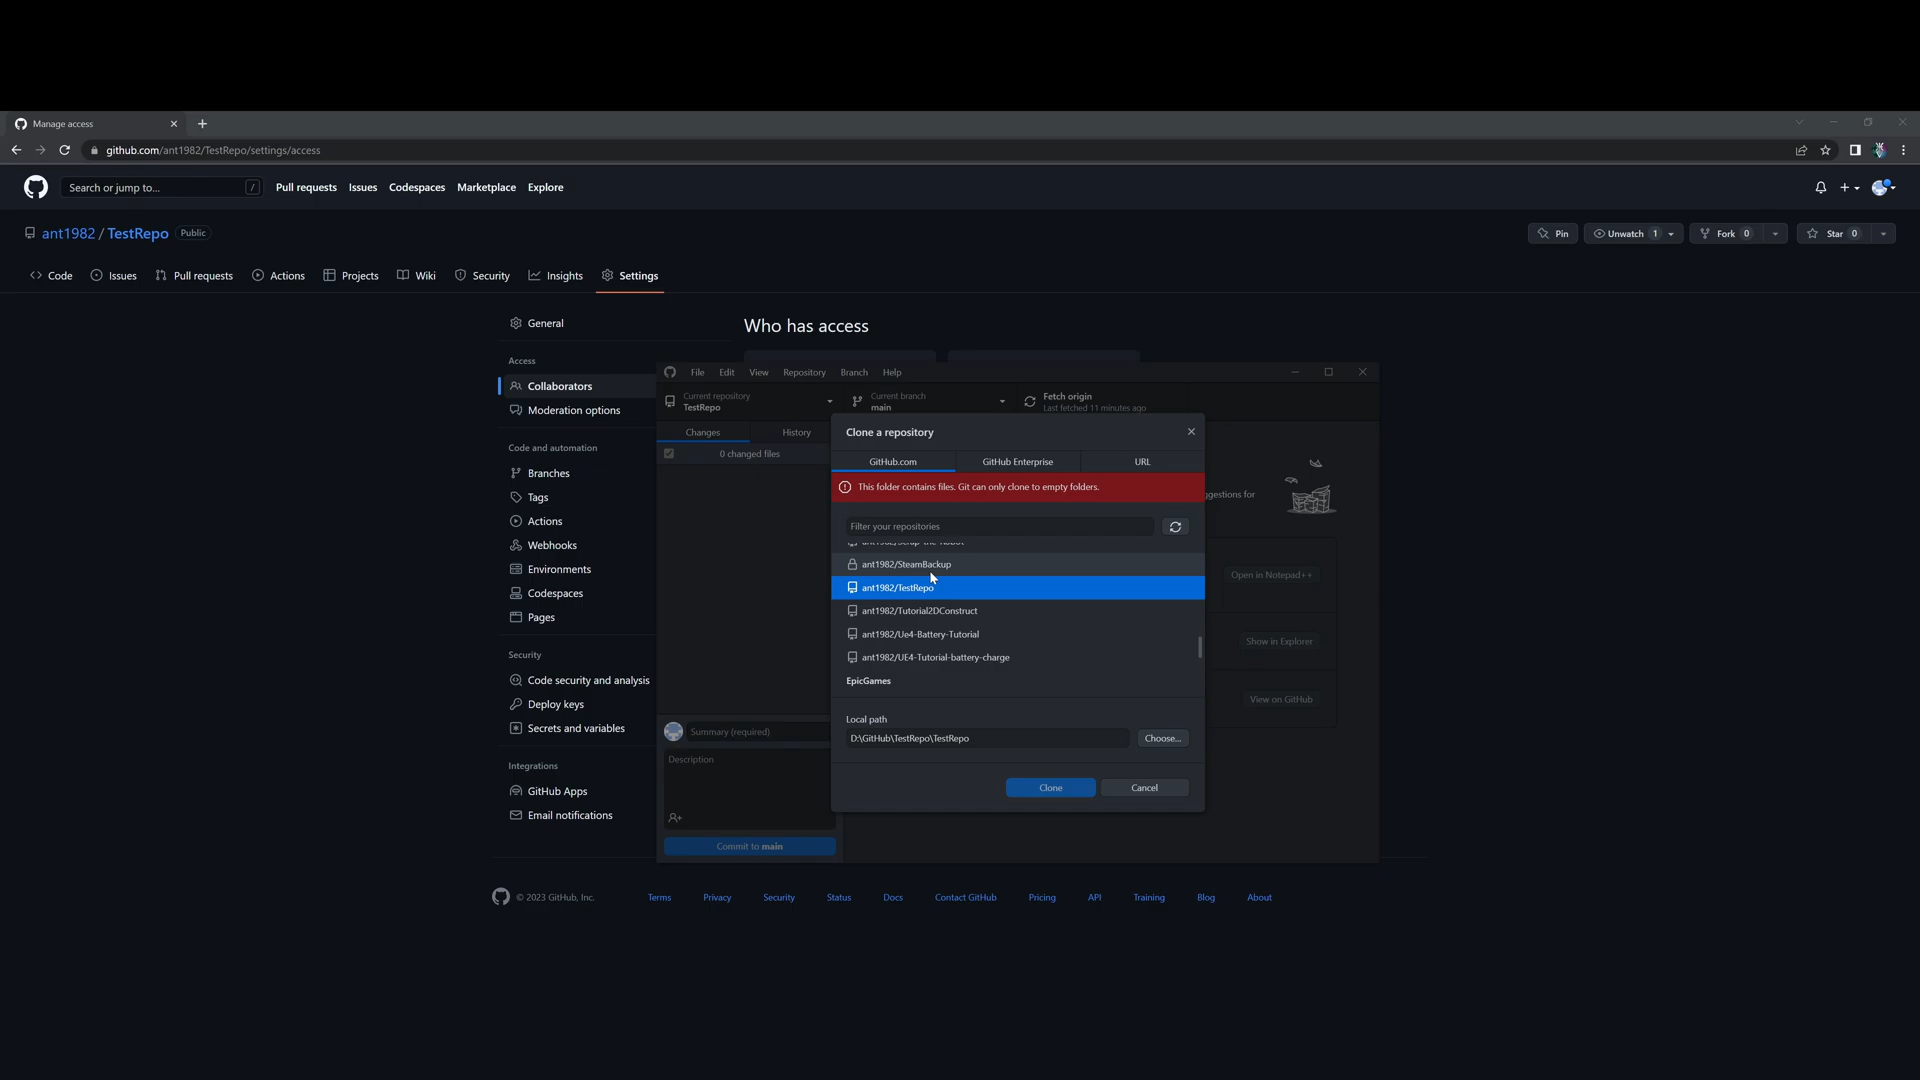 Manage access
github.com/ant1982/TestRepo/settings/access
Search or jump to... /
Pull requests Issues Codespaces Marketplace Explore
ant1982 / TestRepo Public
Pin Unwatch 1 Fork 0 Star 0
Code Issues Pull requests Actions Projects Wiki Security Insights Settings
General
Access
Collaborators
Moderation options
Code and automation
Branches
Tags
Actions
Webhooks
Environments
Codespaces
Pages
Security
Code security and analysis
Deploy keys
Secrets and variables
Integrations
GitHub Apps
Email notifications
Who has access
File Edit View Repository Branch Help
Current repository
TestRepo
Current branch
main
Fetch origin
Last fetched 11 minutes ago
Changes History
0 changed files
Summary (required)
Description
Commit to main
Clone a repository
GitHub.com GitHub Enterprise URL
This folder contains files. Git can only clone to empty folders.
Filter your repositories
ant1982/SteamBackup
ant1982/TestRepo
ant1982/Tutorial2DConstruct
ant1982/Ue4-Battery-Tutorial
ant1982/UE4-Tutorial-battery-charge
EpicGames
Local path
D:\GitHub\TestRepo\TestRepo
Choose...
Clone Cancel
for
Open in Notepad++
Show in Explorer
View on GitHub
© 2023 GitHub, Inc. Terms Privacy Security Status Docs Contact GitHub Pricing API Training Blog About